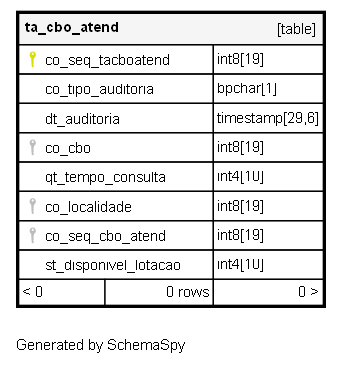 ta_cbo_atend [table]
co_seq_tacboatend int8[19]
co_tipo_auditoria bpchar[1]
dt_auditoria timestamp[29,6]
co_cbo int8[19]
qt_tempo_consulta int4[10]
co_localidade int8[19]
co_seq_cbo_atend int8[19]
st_disponivel_lotacao int4[10]
< 0 0 rows 0 >
Generated by SchemaSpy